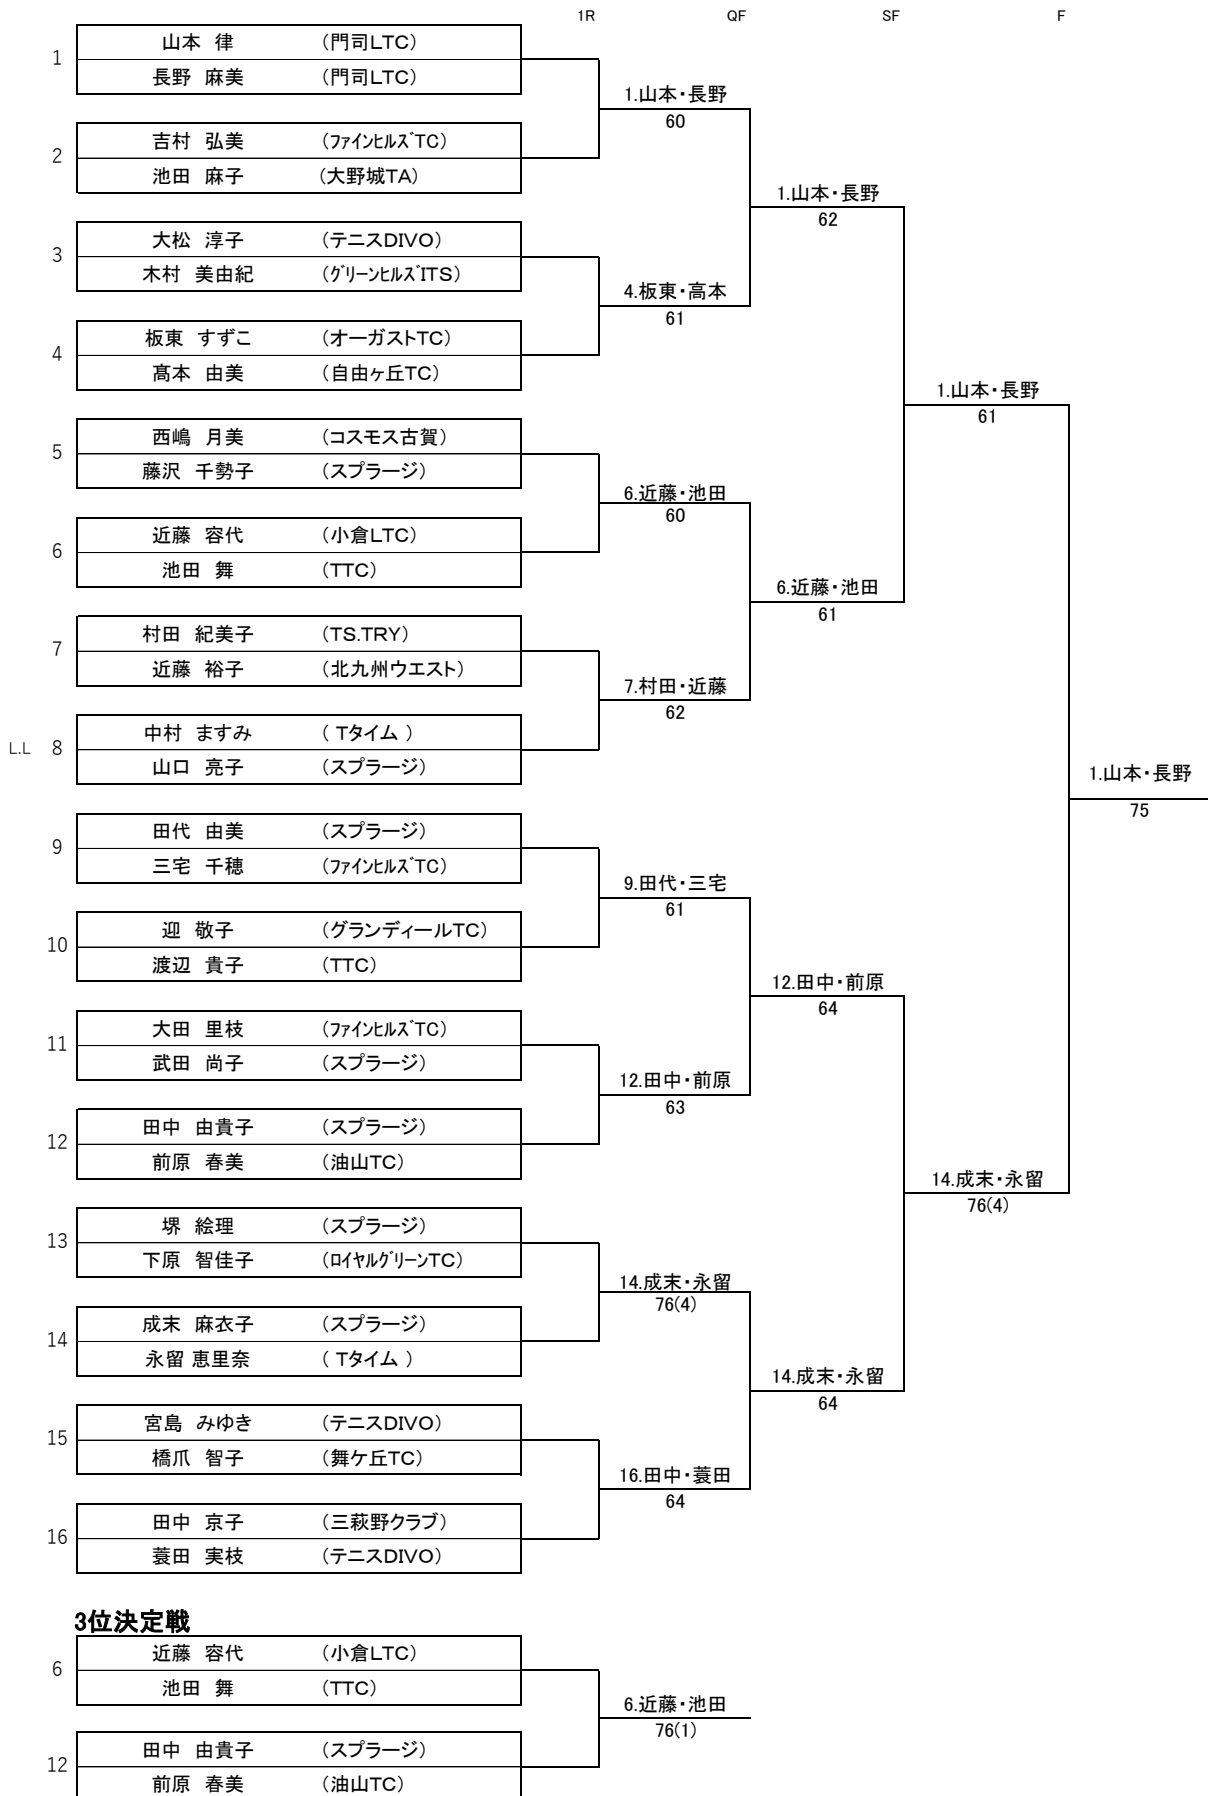 1R QF SF F
1 山本 律 (門司LTC)
長野 麻美 (門司LTC)
1.山本・長野
60
2 吉村 弘美 (ﾌｧｲﾝﾋﾙｽﾞTC)
池田 麻子 (大野城TA)
1.山本・長野
62
3 大松 淳子 (テニスDIVO)
木村 美由紀 (ｸﾞﾘｰﾝﾋﾙｽﾞITS)
4.板東・高本
61
4 板東 すずこ (オーガストTC)
髙本 由美 (自由ヶ丘TC)
1.山本・長野
61
5 西嶋 月美 (コスモス古賀)
藤沢 千勢子 (スプラージ)
6.近藤・池田
60
6 近藤 容代 (小倉LTC)
池田 舞 (TTC)
6.近藤・池田
61
7 村田 紀美子 (TS.TRY)
近藤 裕子 (北九州ウエスト)
7.村田・近藤
62
L.L 8 中村 ますみ ( Tタイム )
山口 亮子 (スプラージ)
1.山本・長野
75
9 田代 由美 (スプラージ)
三宅 千穂 (ﾌｧｲﾝﾋﾙｽﾞTC)
9.田代・三宅
61
10 迎 敬子 (グランディールTC)
渡辺 貴子 (TTC)
12.田中・前原
64
11 大田 里枝 (ﾌｧｲﾝﾋﾙｽﾞTC)
武田 尚子 (スプラージ)
12.田中・前原
63
12 田中 由貴子 (スプラージ)
前原 春美 (油山TC)
14.成末・永留
76(4)
13 堺 絵理 (スプラージ)
下原 智佳子 (ﾛｲﾔﾙｸﾞﾘｰﾝTC)
14.成末・永留
76(4)
14 成末 麻衣子 (スプラージ)
永留 恵里奈 ( Tタイム )
14.成末・永留
64
15 宮島 みゆき (テニスDIVO)
橋爪 智子 (舞ケ丘TC)
16.田中・蓑田
64
16 田中 京子 (三萩野クラブ)
蓑田 実枝 (テニスDIVO)
3位決定戦
6 近藤 容代 (小倉LTC)
池田 舞 (TTC)
6.近藤・池田
76(1)
12 田中 由貴子 (スプラージ)
前原 春美 (油山TC)